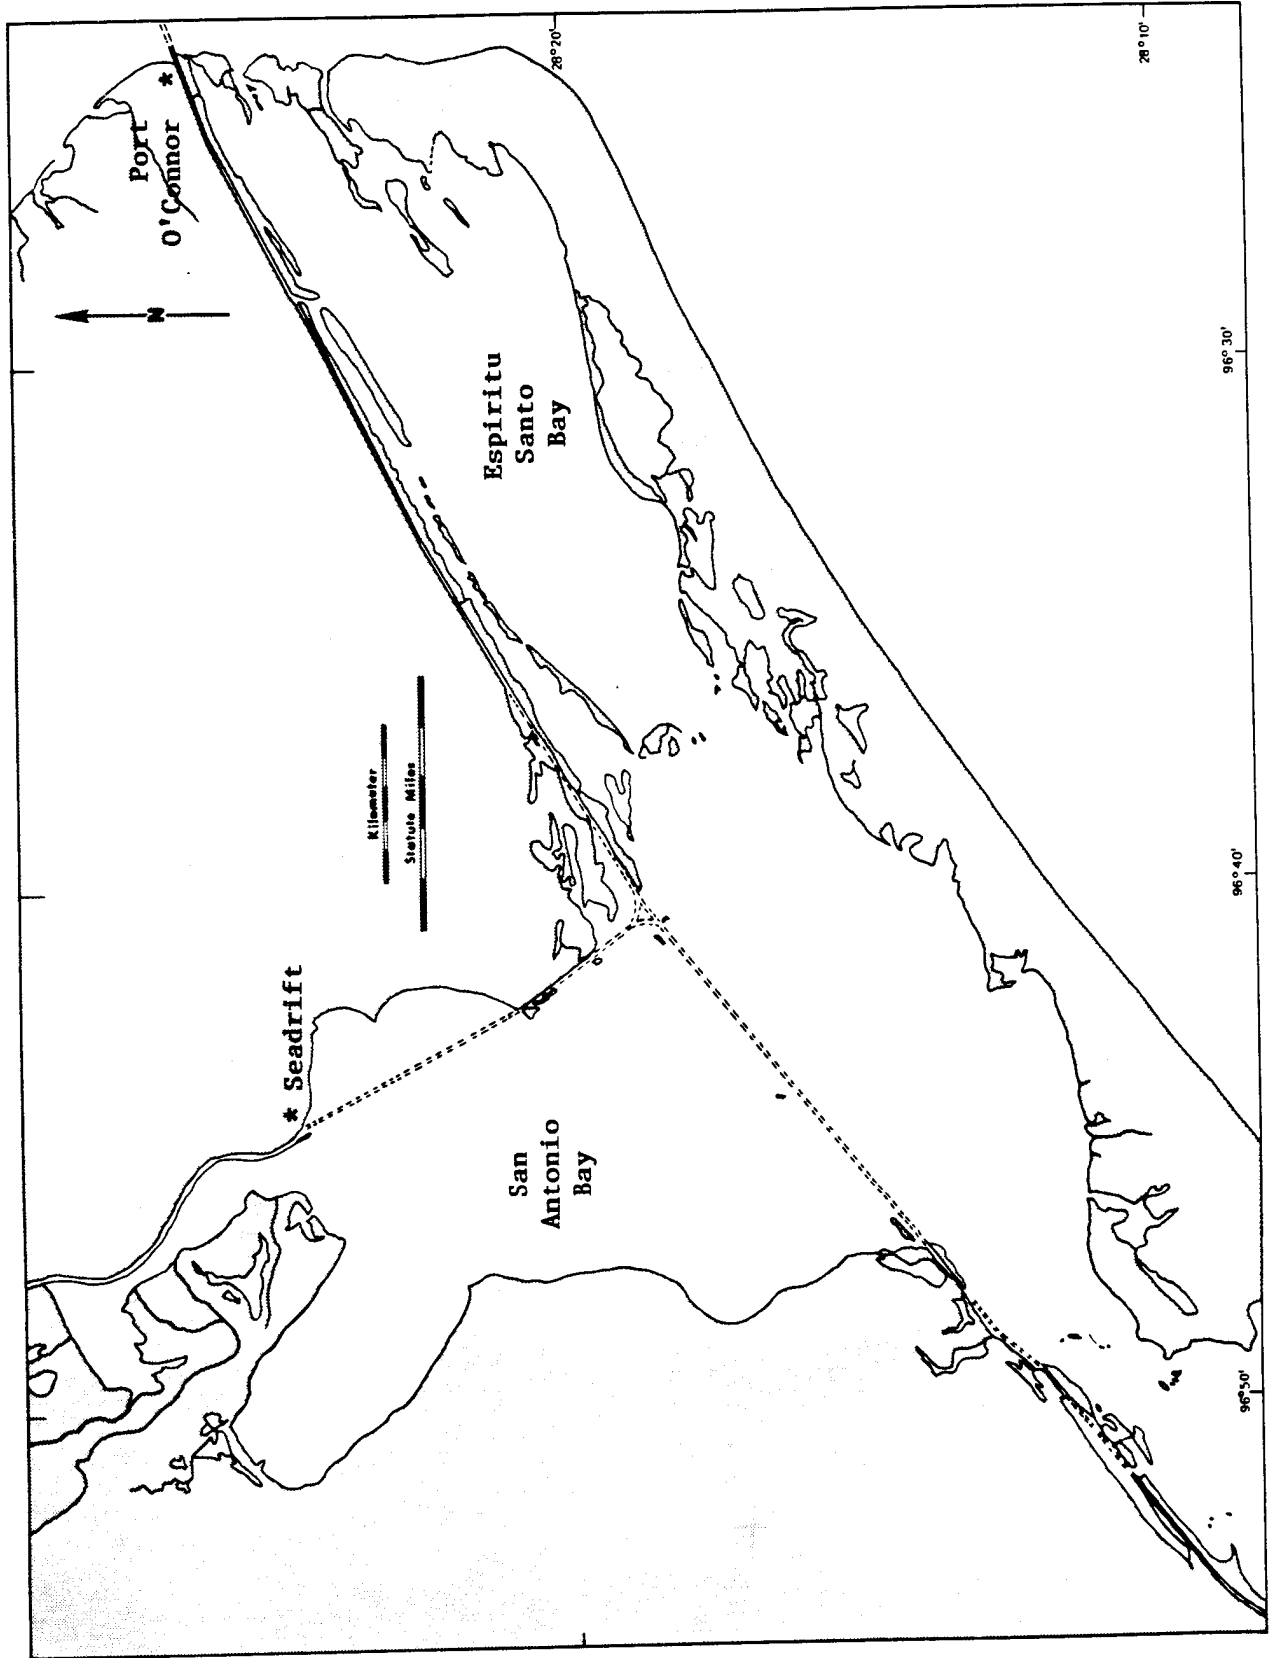 Port
O'Connor
N
28°20'
28°10'
Espiritu
Santo
Bay
96°30'
Kilometer
Statute Miles
* Seadrift
San
Antonio
Bay
96°40'
96°50'